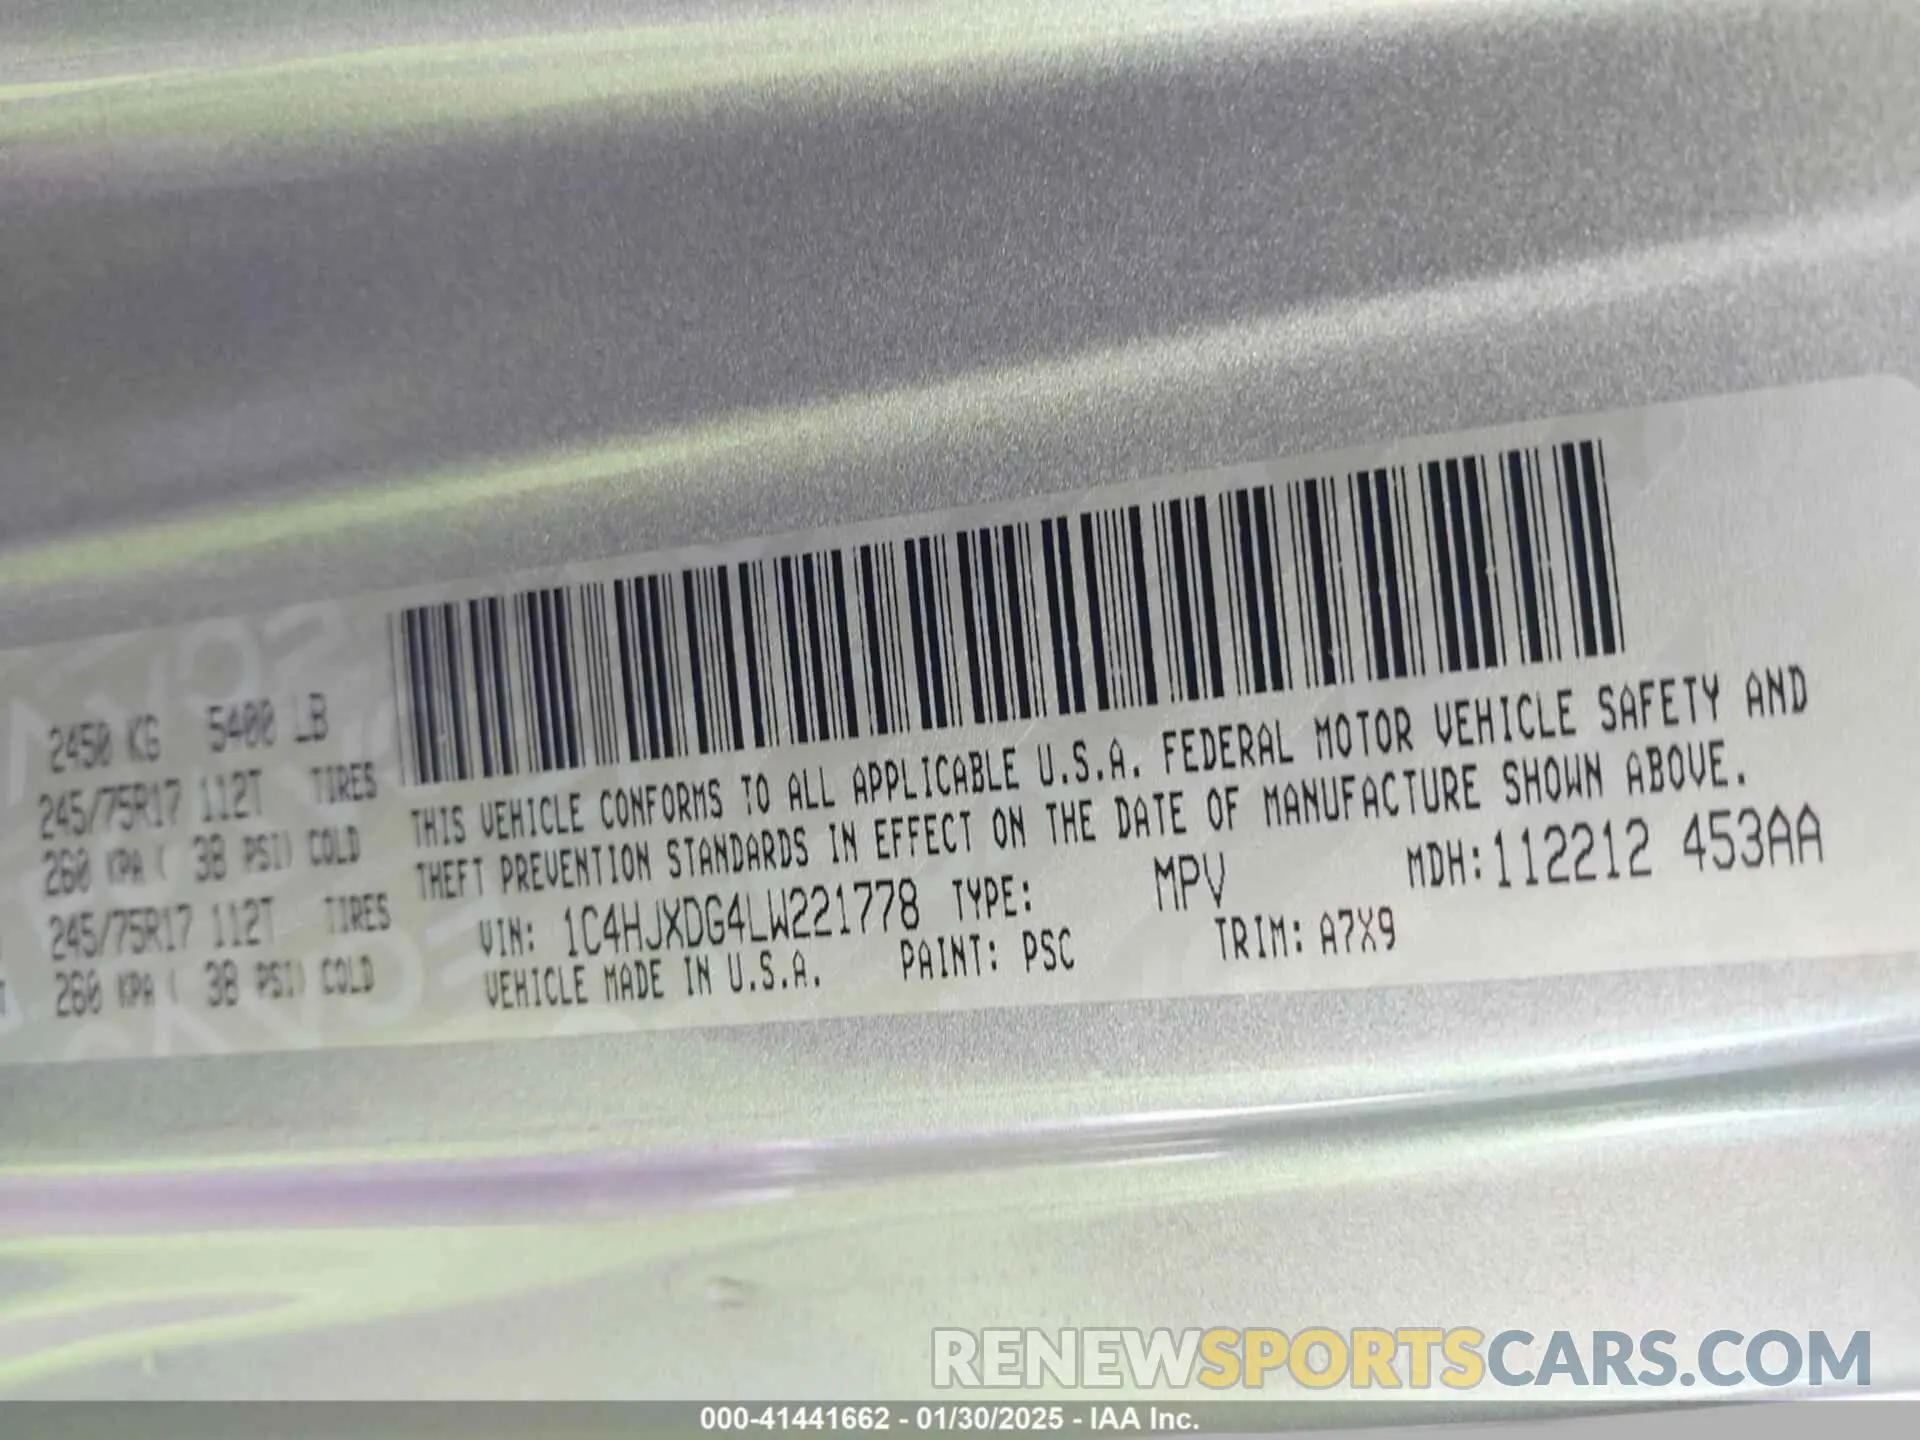 2450 KG 5400 LB
245/75R17 112T TIRES
260 KPA ( 38 PSI) COLD
245/75R17 112T TIRES
260 KPA ( 38 PSI) COLD
THIS VEHICLE CONFORMS TO ALL APPLICABLE U.S.A. FEDERAL MOTOR VEHICLE SAFETY AND
THEFT PREVENTION STANDARDS IN EFFECT ON THE DATE OF MANUFACTURE SHOWN ABOVE.
VIN: 1C4HJXDG4LW221778 TYPE: MPV MDH:112212 453AA
VEHICLE MADE IN U.S.A. PAINT: PSC TRIM: A7X9
RENEWSPORTSCARS.COM
000-41441662 - 01/30/2025 - IAA Inc.